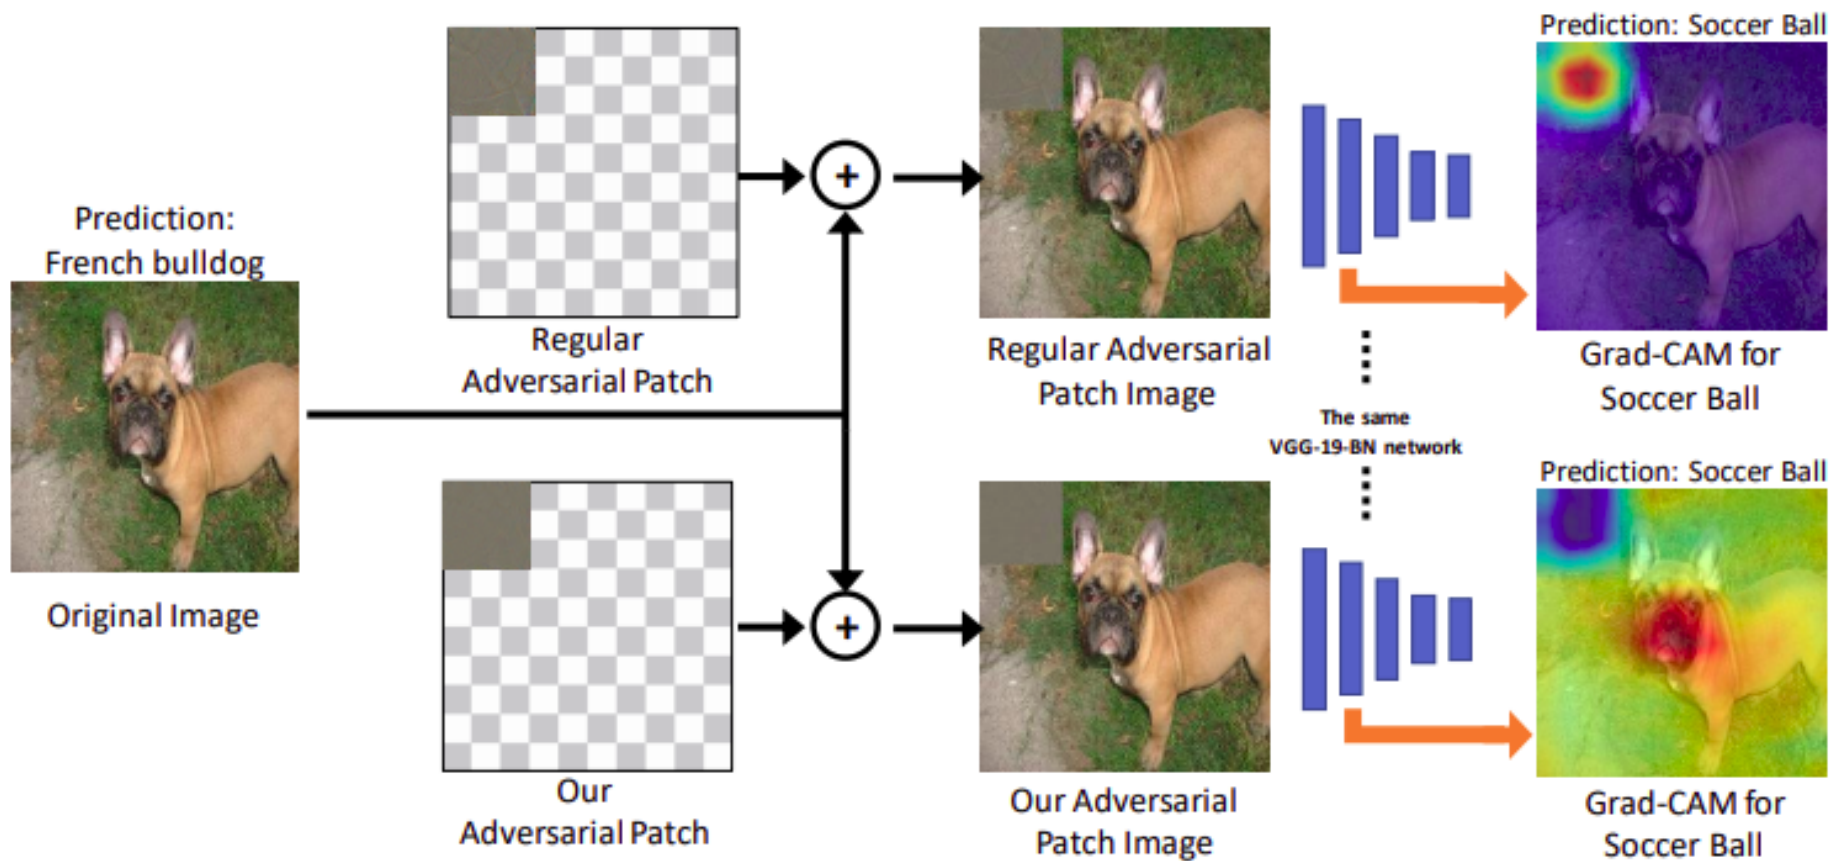 Prediction:
French bulldog
Original Image
Regular
Adversarial Patch
+
Regular Adversarial
Patch Image
Prediction: Soccer Ball
Grad-CAM for
Soccer Ball
The same
VGG-19-BN network
Our
Adversarial Patch
+
Our Adversarial
Patch Image
Prediction: Soccer Ball
Grad-CAM for
Soccer Ball